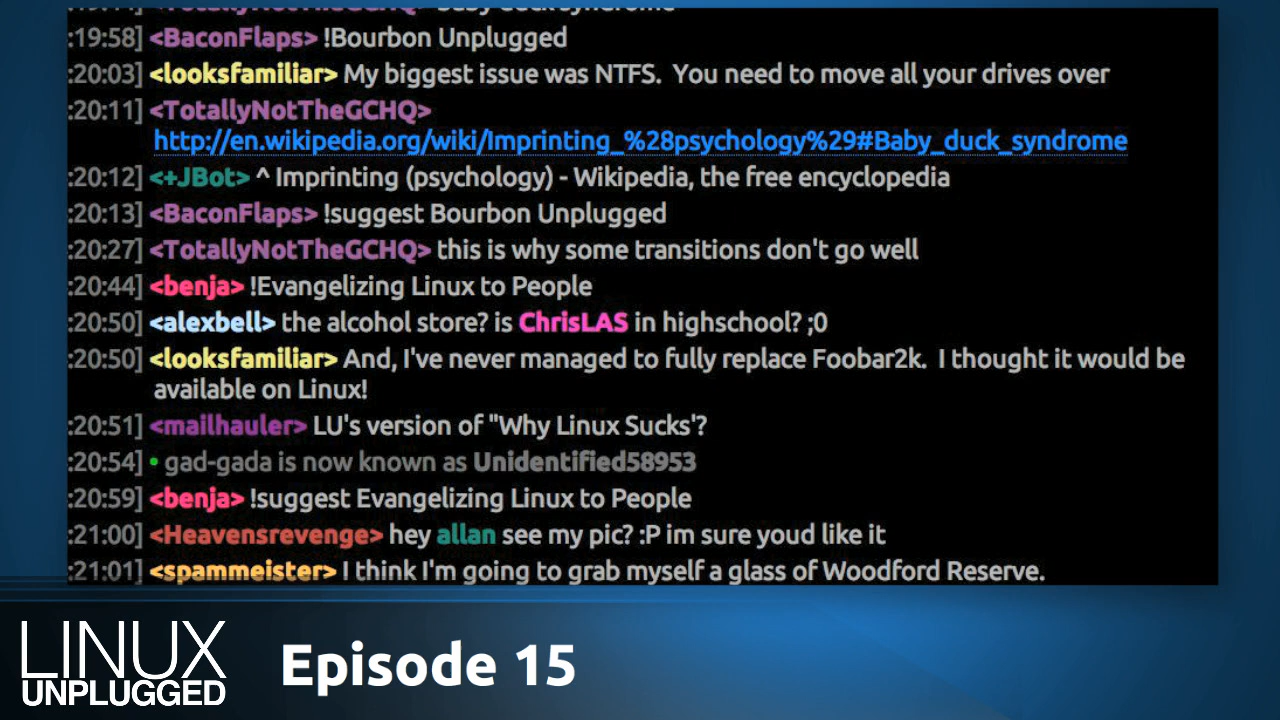 :19:58] <BaconFlaps> !Bourbon Unplugged
:20:03] <looksfamiliar> My biggest issue was NTFS.  You need to move all your drives over
:20:11] <TotallyNotTheGCHQ>
http://en.wikipedia.org/wiki/Imprinting_%28psychology%29#Baby_duck_syndrome
:20:12] <+JBot> ^ Imprinting (psychology) - Wikipedia, the free encyclopedia
:20:13] <BaconFlaps> !suggest Bourbon Unplugged
:20:27] <TotallyNotTheGCHQ> this is why some transitions don't go well
:20:44] <benja> !Evangelizing Linux to People
:20:50] <alexbell> the alcohol store? is ChrisLAS in highschool? ;0
:20:50] <looksfamiliar> And, I've never managed to fully replace Foobar2k.  I thought it would be
available on Linux!
:20:51] <mailhauler> LU's version of "Why Linux Sucks'?
:20:54] • gad-gada is now known as Unidentified58953
:20:59] <benja> !suggest Evangelizing Linux to People
:21:00] <Heavensrevenge> hey allan see my pic? :P im sure youd like it
:21:01] <spammeister> I think I'm going to grab myself a glass of Woodford Reserve.
LINUX
UNPLUGGED
Episode 15